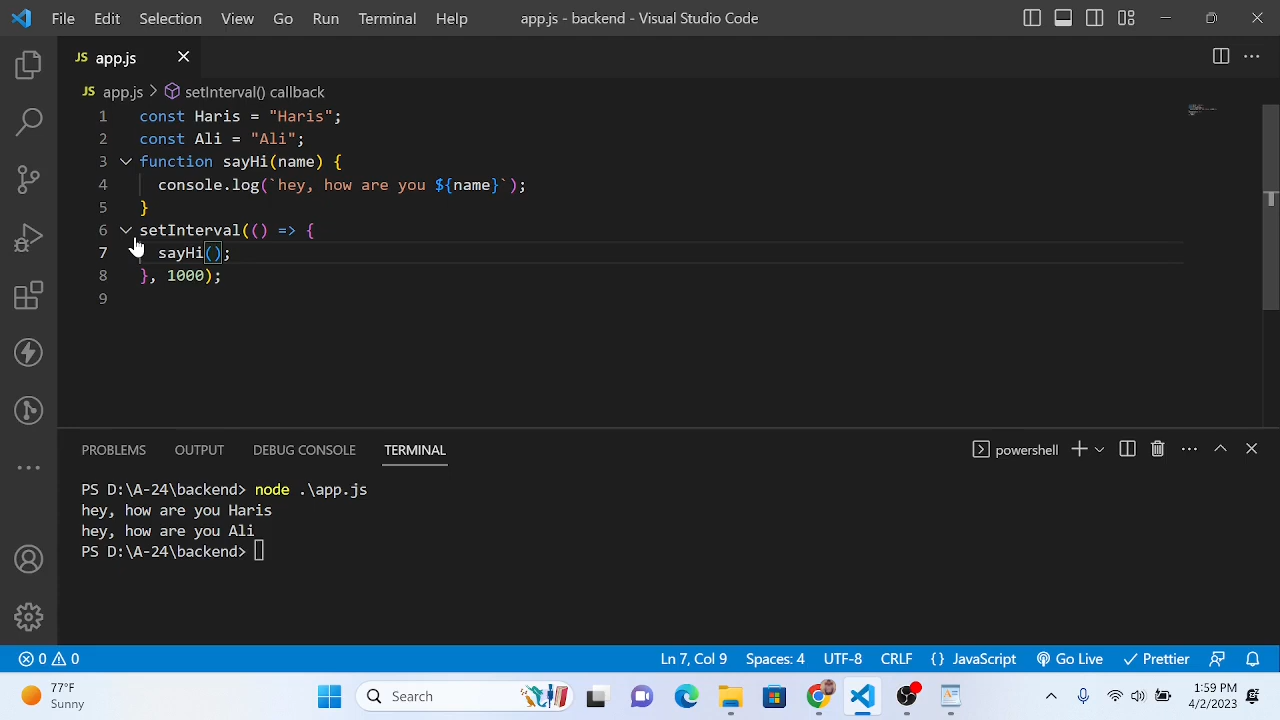 File Edit Selection View Go Run Terminal Help app.js - backend - Visual Studio Code
JS app.js
JS app.js > setInterval() callback
1 const Haris = "Haris";
2 const Ali = "Ali";
3 function sayHi(name) {
4 console.log(`hey, how are you ${name}`);
5 }
6 setInterval(() => {
7 sayHi();
8 }, 1000);
9
PROBLEMS OUTPUT DEBUG CONSOLE TERMINAL powershell
PS D:\A-24\backend> node .\app.js
hey, how are you Haris
hey, how are you Ali
PS D:\A-24\backend>
0 0 Ln 7, Col 9 Spaces: 4 UTF-8 CRLF {} JavaScript Go Live Prettier
77°F
Sunny
Search
1:59 PM
4/2/2023